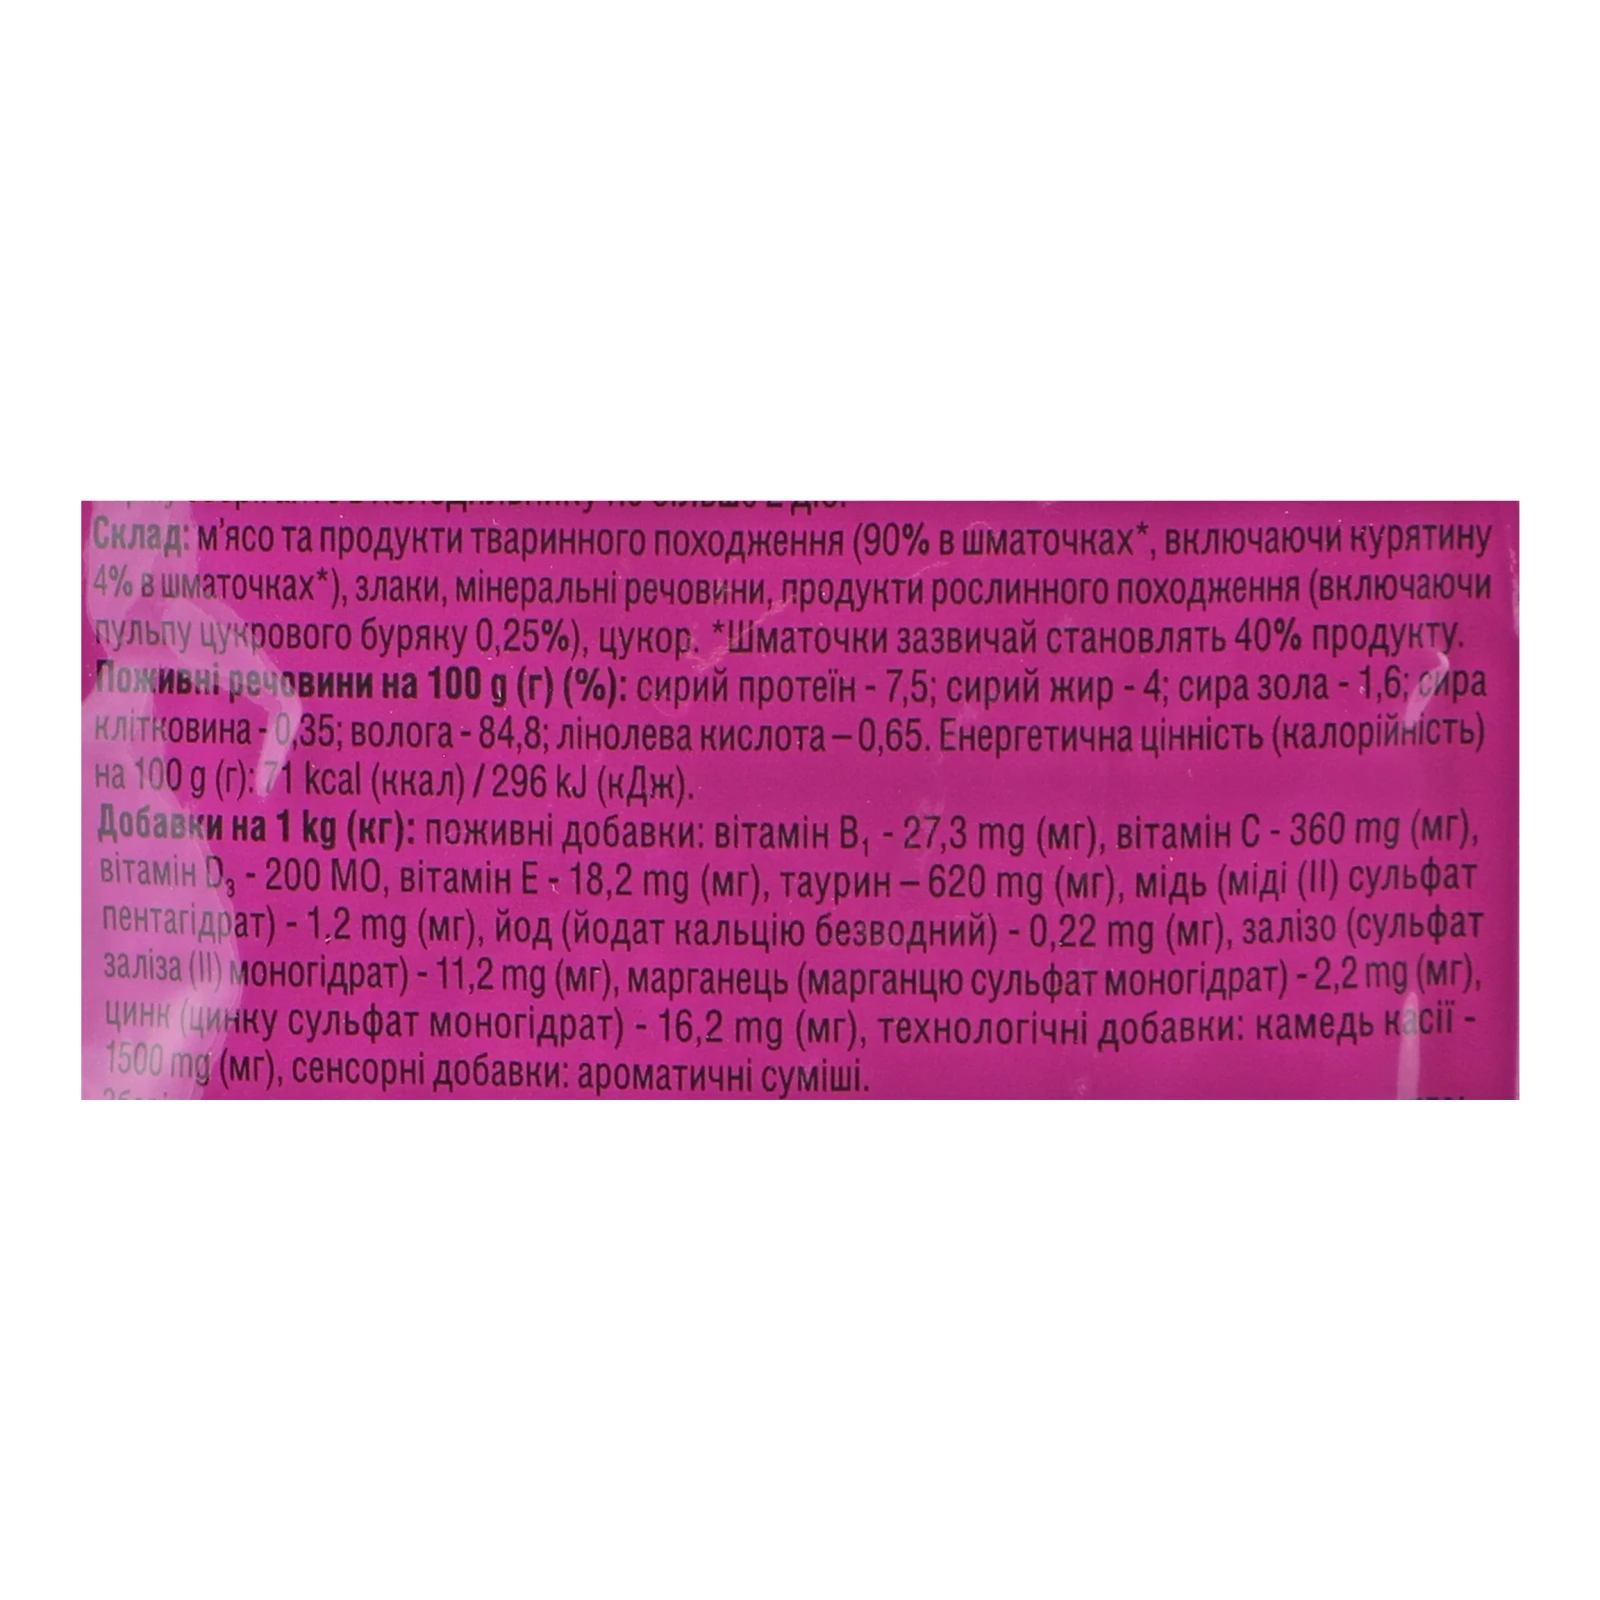 Склад: м'ясо та продукти тваринного походження (90% в шматочках*, включаючи курятину
4% в шматочках*), злаки, мінеральні речовини, продукти рослинного походження (включаючи
пульпу цукрового буряку 0,25%), цукор. *Шматочки зазвичай становлять 40% продукту.
Поживні речовини на 100 g (г) (%): сирий протеїн - 7,5; сирий жир - 4; сира зола - 1,6; сира
клітковина - 0,35; волога - 84,8; лінолева кислота – 0,65. Енергетична цінність (калорійність)
на 100 g (г): 71 kcal (ккал) / 296 kJ (кДж).
Добавки на 1 kg (кг): поживні добавки: вітамін B₁ - 27,3 mg (мг), вітамін C - 360 mg (мг),
вітамін D₃ - 200 МО, вітамін E - 18,2 mg (мг), таурин – 620 mg (мг), мідь (міді (II) сульфат
пентагідрат) - 1,2 mg (мг), йод (йодат кальцію безводний) - 0,22 mg (мг), залізо (сульфат
заліза (II) моногідрат) - 11,2 mg (мг), марганець (марганцю сульфат моногідрат) - 2,2 mg (мг),
цинк (цинку сульфат моногідрат) - 16,2 mg (мг), технологічні добавки: камедь касії -
1500 mg (мг), сенсорні добавки: ароматичні суміші.